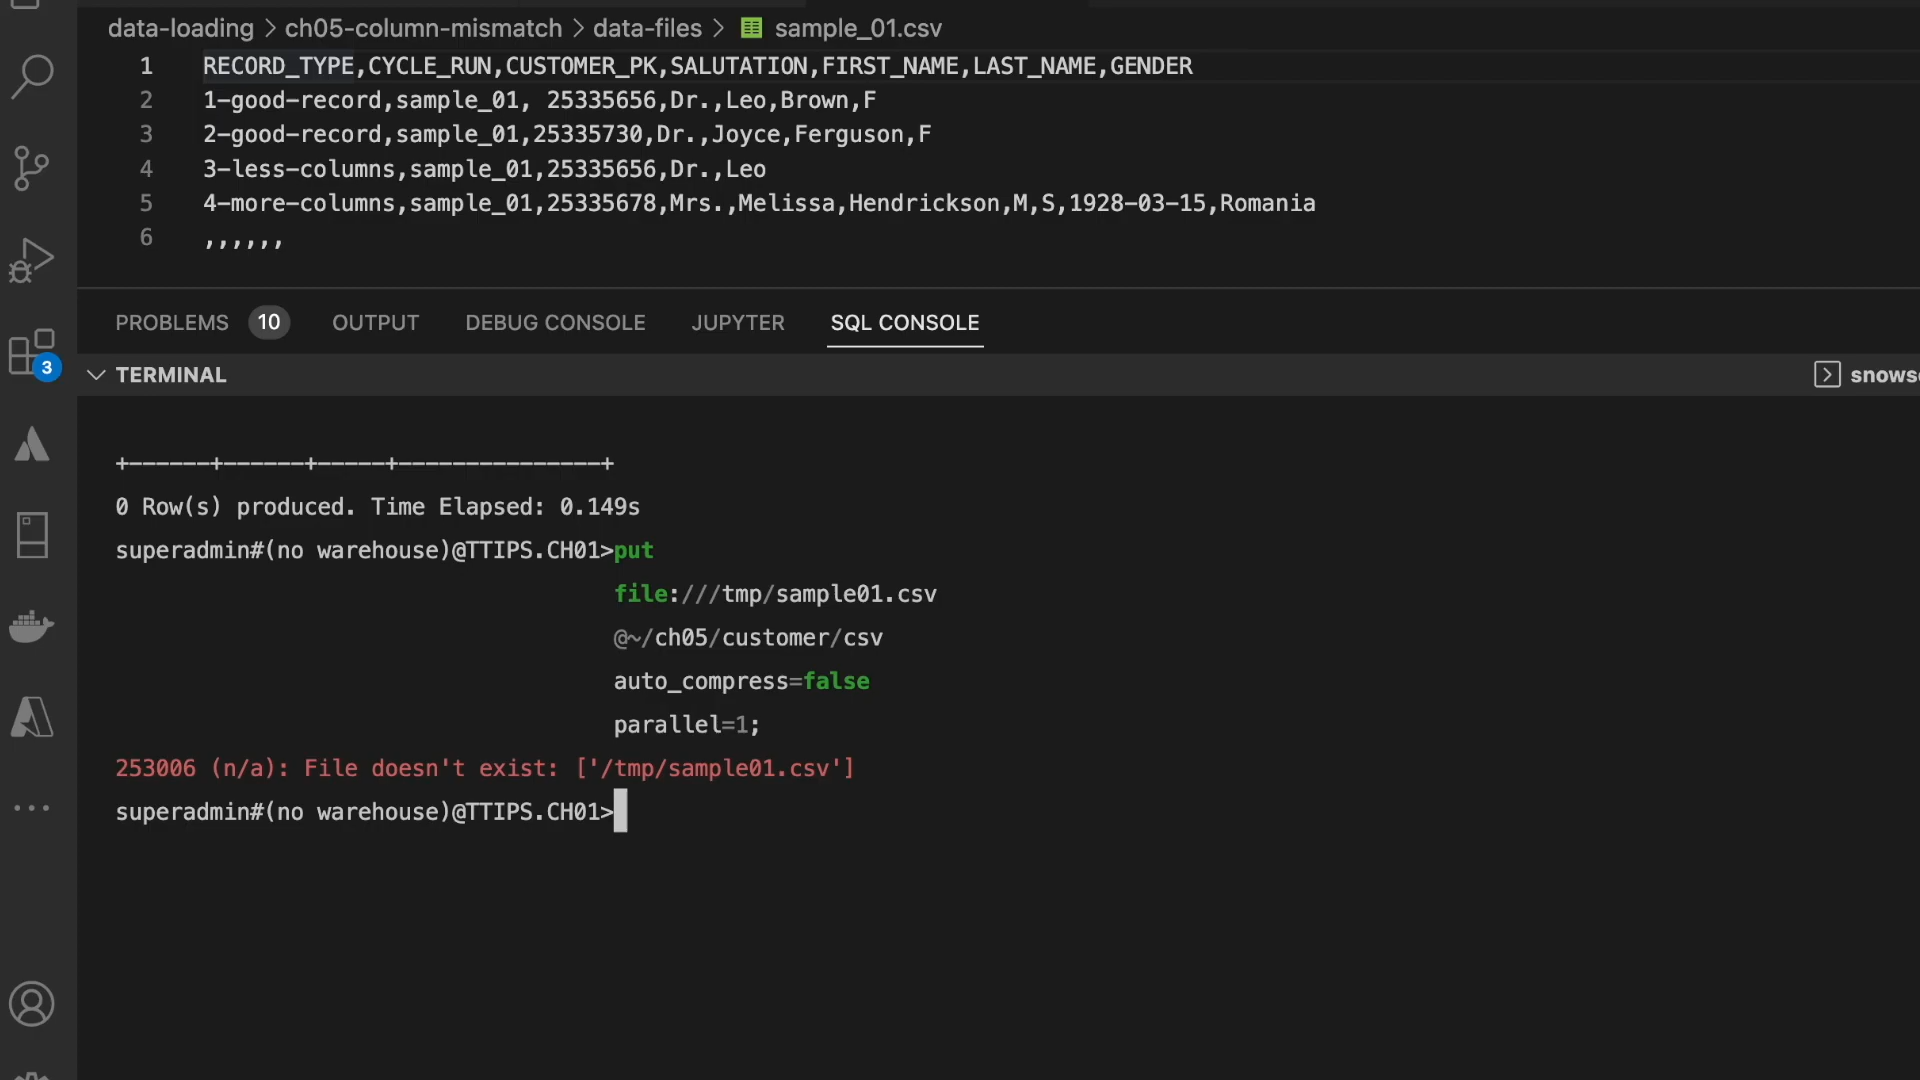 data-loading > ch05-column-mismatch > data-files > sample_01.csv
1 RECORD_TYPE,CYCLE_RUN,CUSTOMER_PK,SALUTATION,FIRST_NAME,LAST_NAME,GENDER
2 1-good-record,sample_01, 25335656,Dr.,Leo,Brown,F
3 2-good-record,sample_01,25335730,Dr.,Joyce,Ferguson,F
4 3-less-columns,sample_01,25335656,Dr.,Leo
5 4-more-columns,sample_01,25335678,Mrs.,Melissa,Hendrickson,M,S,1928-03-15,Romania
6 ,,,,,,
PROBLEMS 10 OUTPUT DEBUG CONSOLE JUPYTER SQL CONSOLE
3
TERMINAL
+------+------+-----+---------------+
0 Row(s) produced. Time Elapsed: 0.149s
superadmin#(no warehouse)@TTIPS.CH01>put
file:///tmp/sample01.csv
@~/ch05/customer/csv
auto_compress=false
parallel=1;
253006 (n/a): File doesn't exist: ['/tmp/sample01.csv']
superadmin#(no warehouse)@TTIPS.CH01>